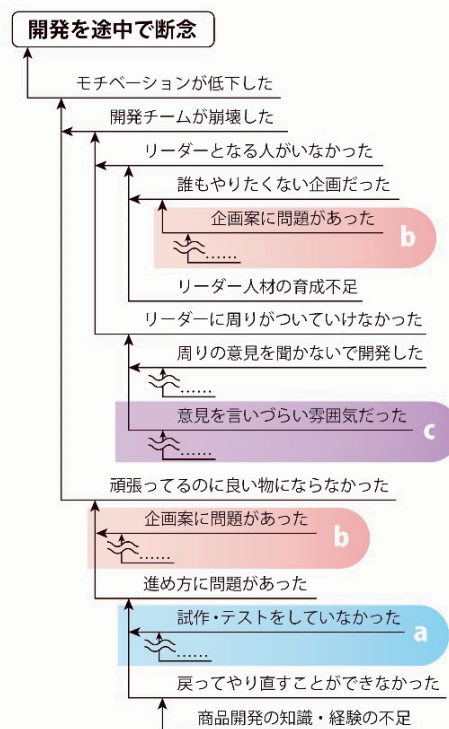 開発を途中で断念
モチベーションが低下した
開発チームが崩壊した
リーダーとなる人がいなかった
誰もやりたくない企画だった
企画案に問題があった
b
……
リーダー人材の育成不足
リーダーに周りがついていけなかった
周りの意見を聞かないで開発した
……
意見を言いづらい雰囲気だった
c
……
頑張ってるのに良い物にならなかった
企画案に問題があった
b
……
進め方に問題があった
a
試作・テストをしていなかった
……
戻ってやり直すことができなかった
商品開発の知識・経験の不足